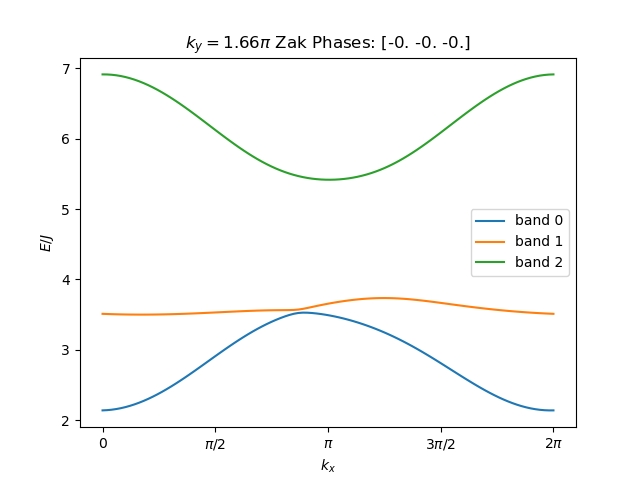 k_y = 1.66π Zak Phases: [-0. -0. -0.]
7
6
5
4
3
2
E/J
band 0
band 1
band 2
0 π/2 π 3π/2 2π
k_x